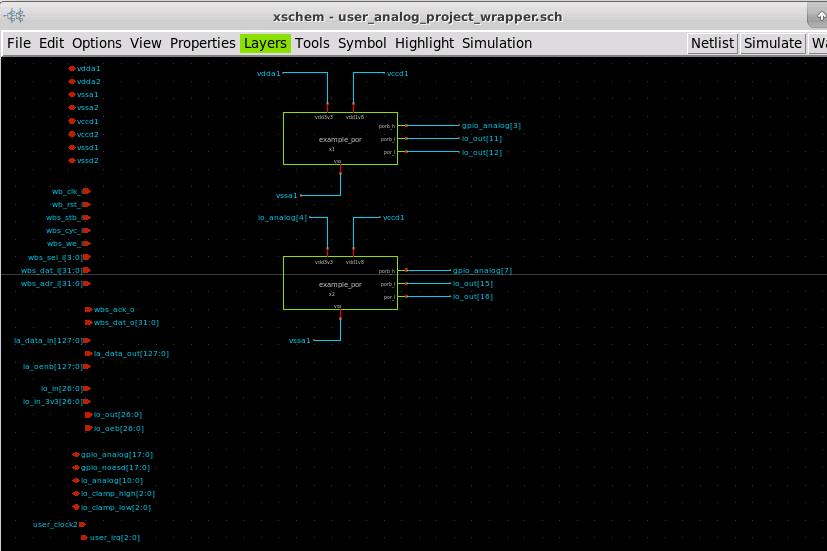 xschem - user_analog_project_wrapper.sch
File Edit Options View Properties Layers Tools Symbol Highlight Simulation Netlist Simulate Wa
vdda1
vdda2
vssa1
vssa2
vccd1
vccd2
vssd1
vssd2
wb_clk_i
wb_rst_i
wbs_stb_i
wbs_cyc_i
wbs_we_i
wbs_sel_i[3:0]
wbs_dat_i[31:0]
wbs_adr_i[31:0]
wbs_ack_o
wbs_dat_o[31:0]
la_data_in[127:0]
la_data_out[127:0]
la_oenb[127:0]
io_in[26:0]
io_in_3v3[26:0]
io_out[26:0]
io_oeb[26:0]
gpio_analog[17:0]
gpio_noesd[17:0]
io_analog[10:0]
io_clamp_high[2:0]
io_clamp_low[2:0]
user_clock2
user_irq[2:0]
vdda1
vccd1
vdd3v3 vdd1v8
porb_h
gpio_analog[3]
example_por
porb_l
io_out[11]
x1
por_l
io_out[12]
vss
vssa1
io_analog[4]
vccd1
vdd3v3 vdd1v8
porb_h
gpio_analog[7]
example_por
porb_l
io_out[15]
x2
por_l
io_out[16]
vss
vssa1